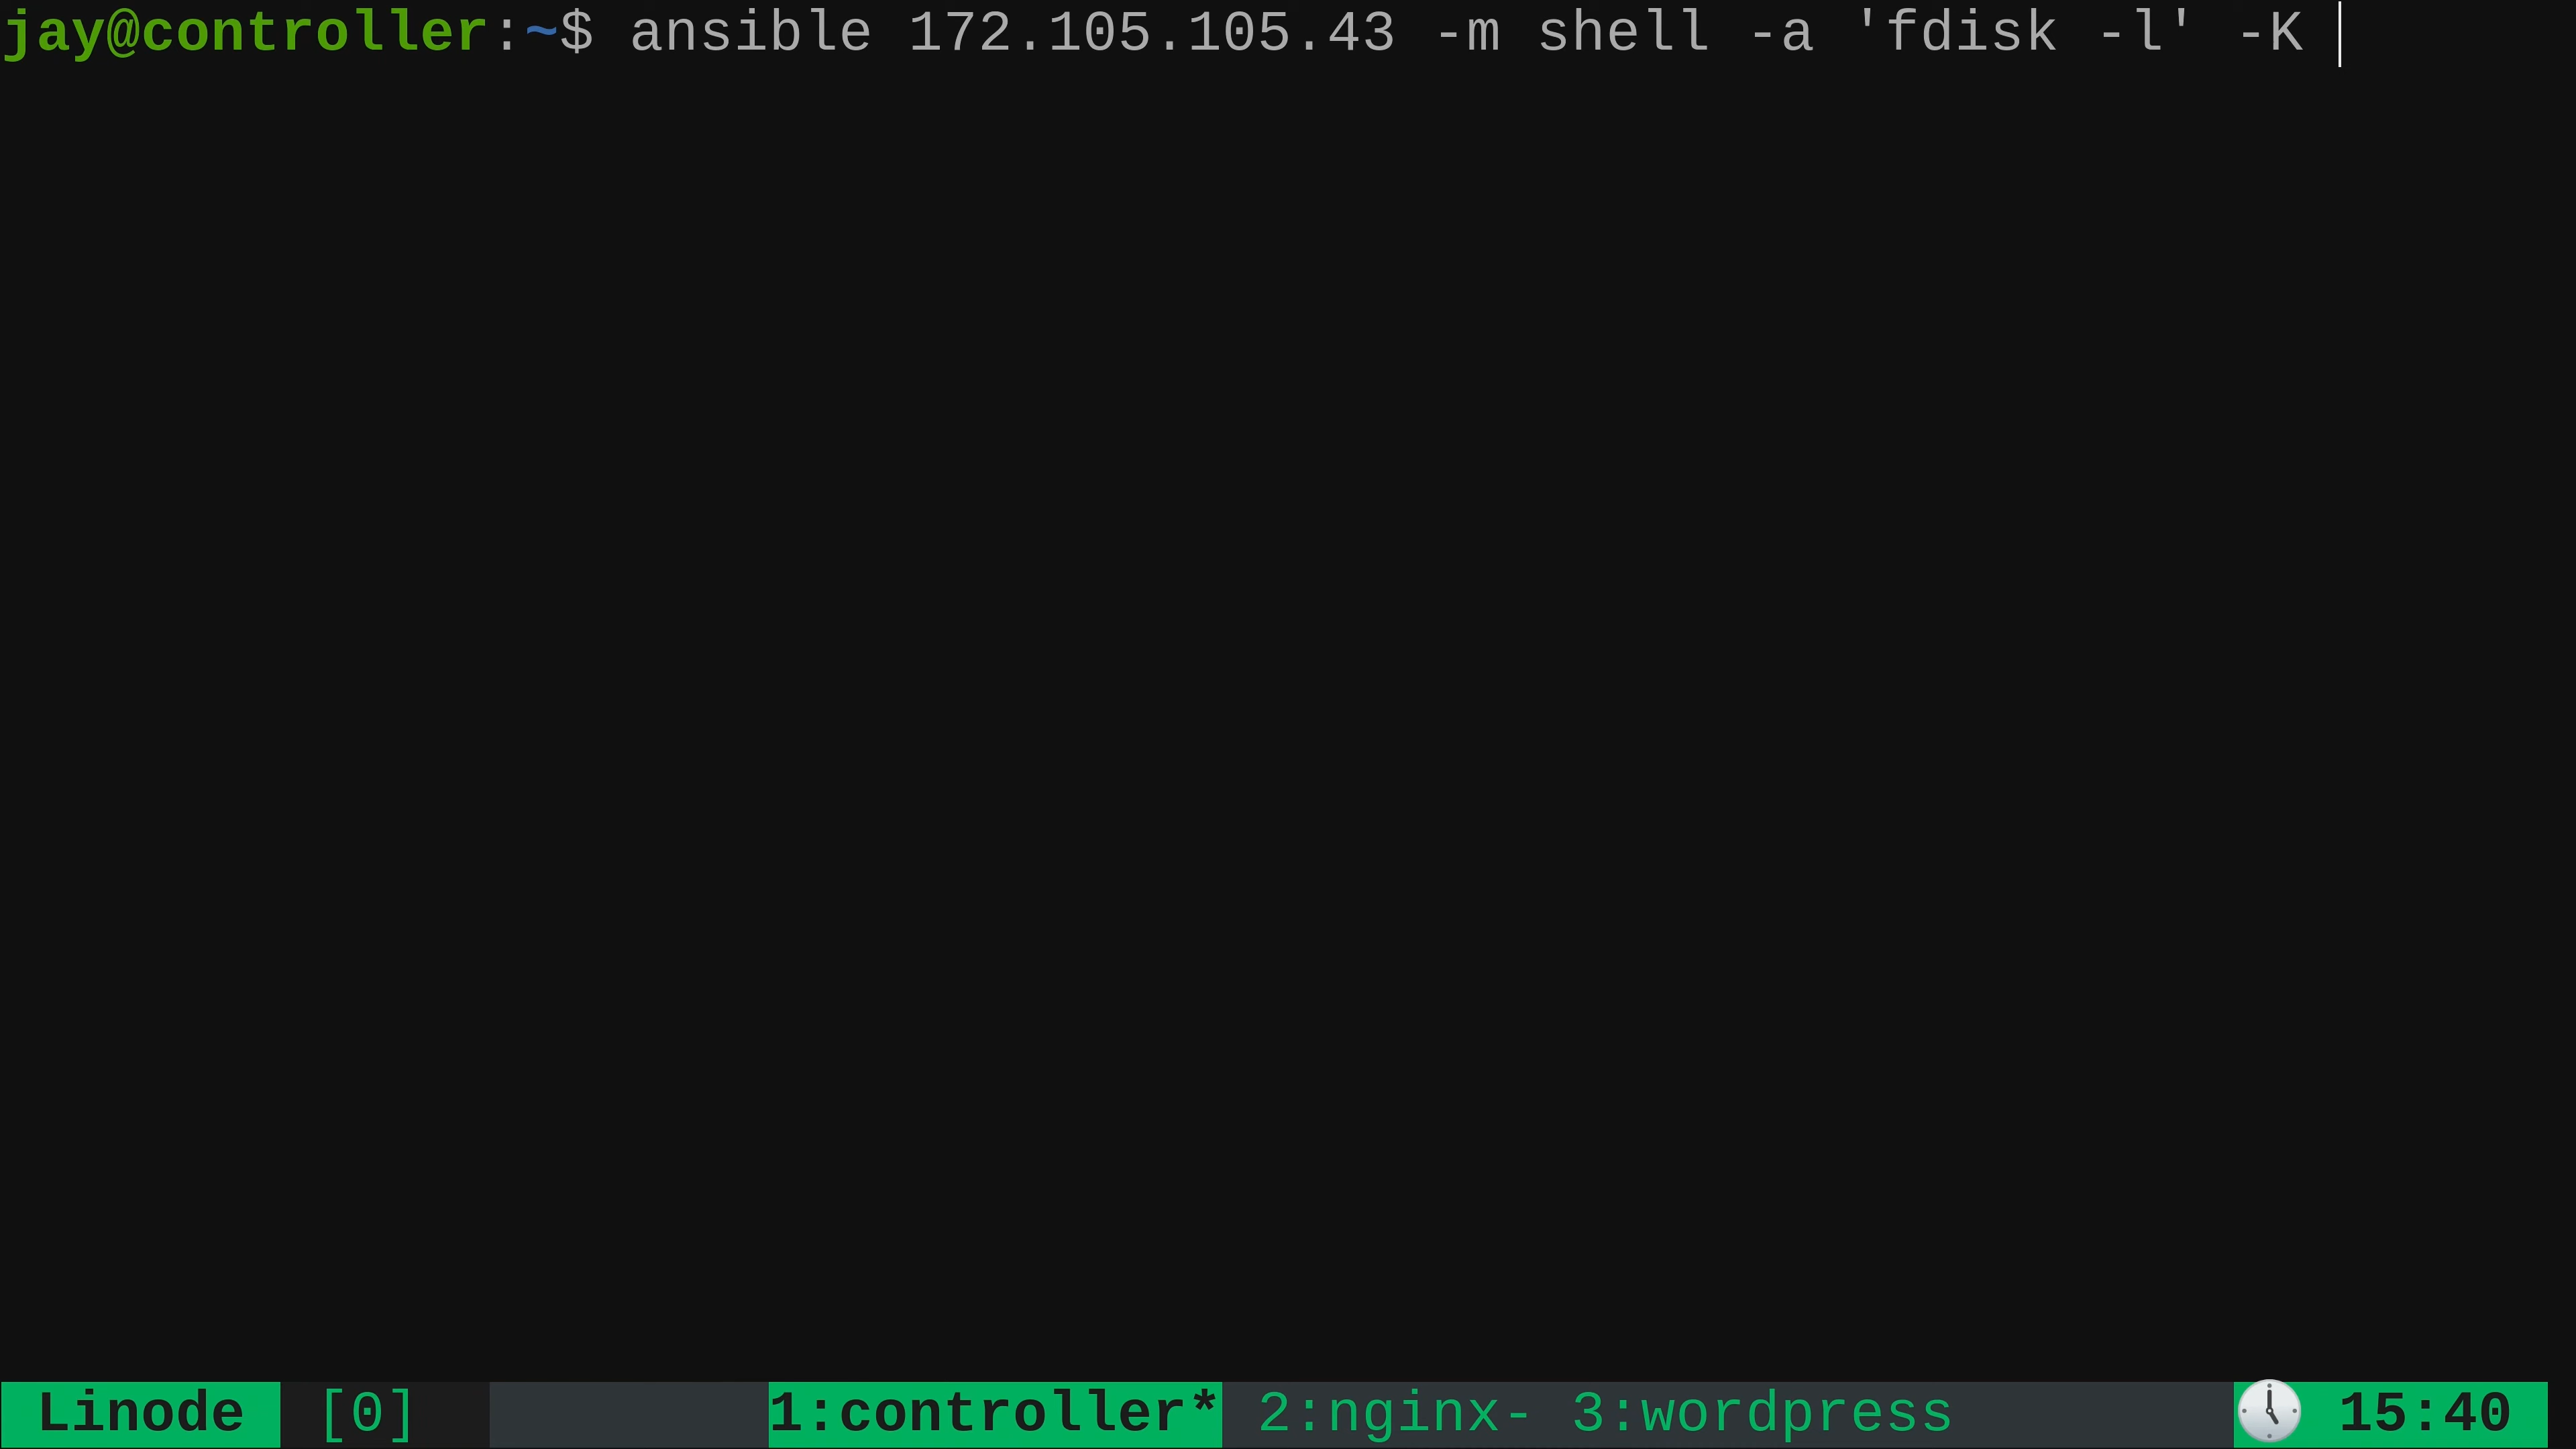 jay@controller:~$ ansible 172.105.105.43 -m shell -a 'fdisk -l' -K
Linode [0] 1:controller* 2:nginx- 3:wordpress 15:40